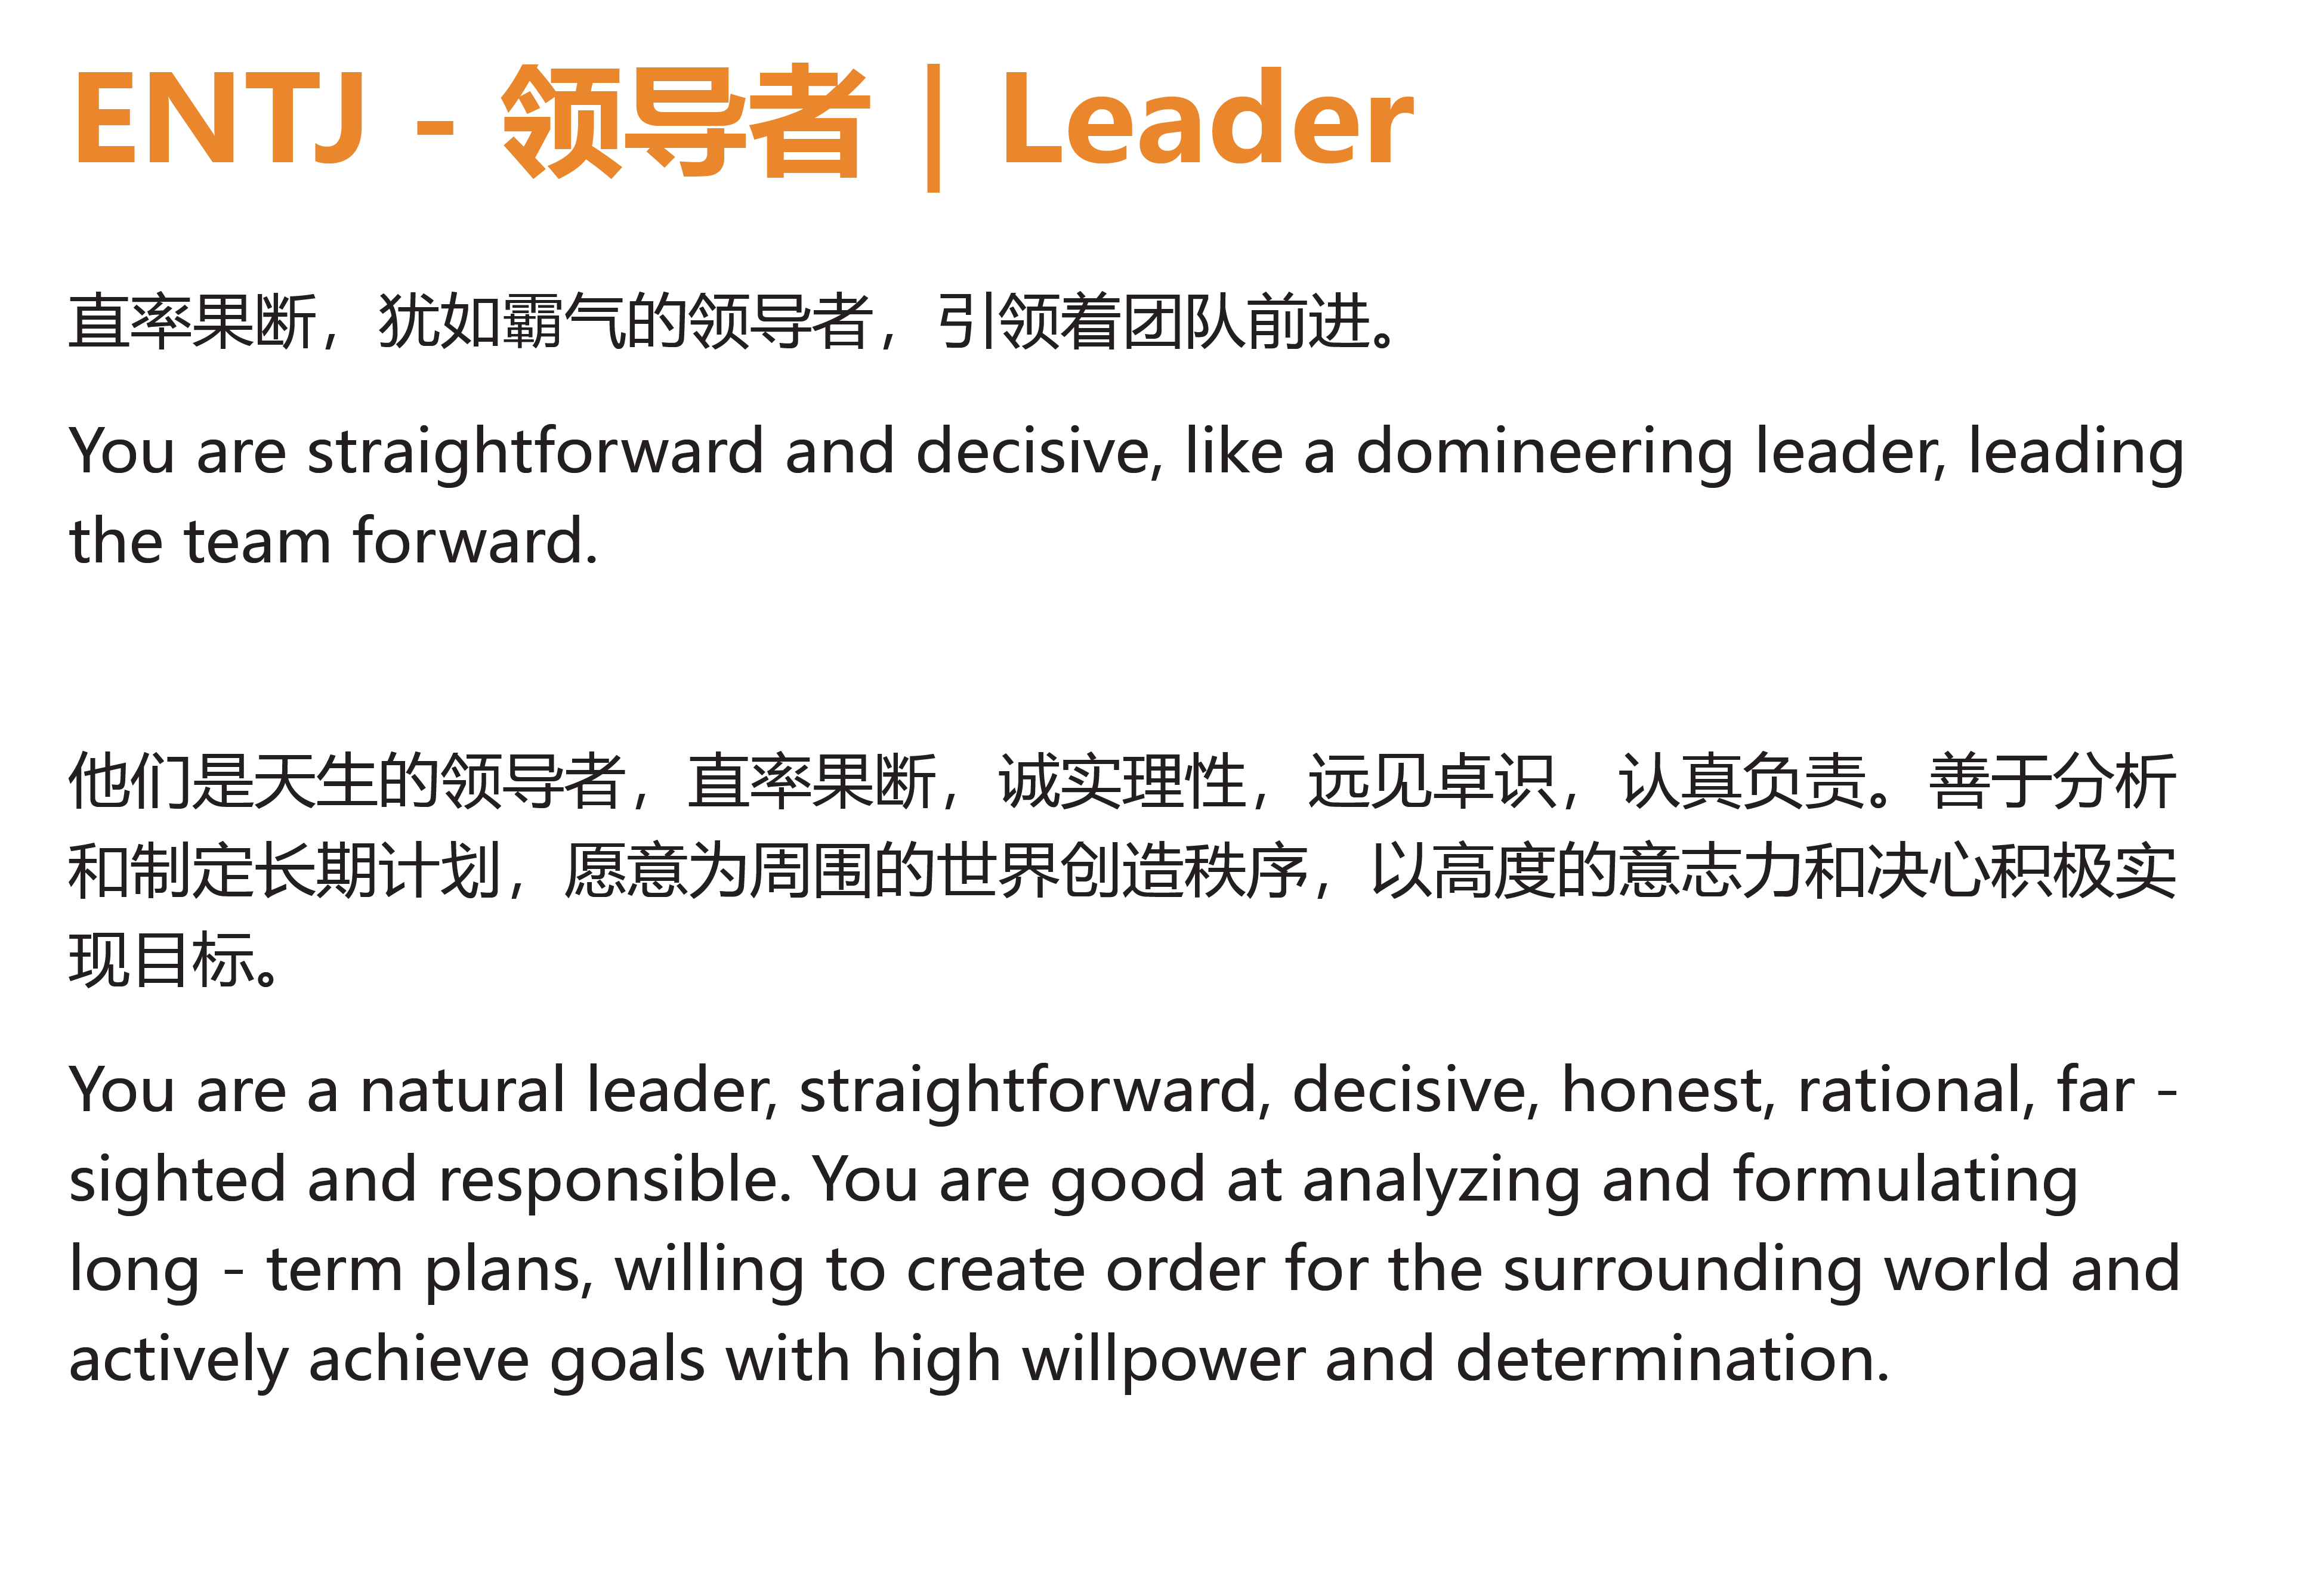 ENTJ - 领导者 | Leader
直率果断，犹如霸气的领导者，引领着团队前进。
You are straightforward and decisive, like a domineering leader, leading
the team forward.
他们是天生的领导者，直率果断，诚实理性，远见卓识，认真负责。善于分析
和制定长期计划，愿意为周围的世界创造秩序，以高度的意志力和决心积极实
现目标。
You are a natural leader, straightforward, decisive, honest, rational, far -
sighted and responsible. You are good at analyzing and formulating
long - term plans, willing to create order for the surrounding world and
actively achieve goals with high willpower and determination.